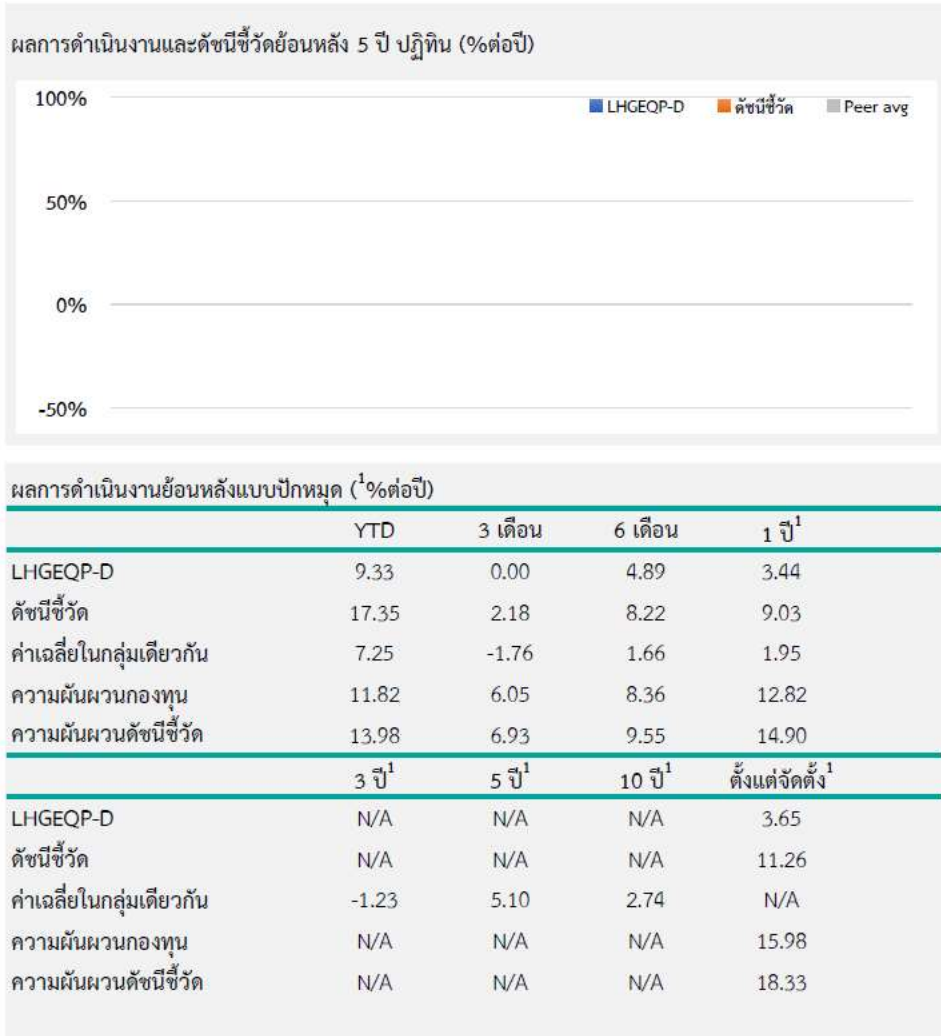 ผลการดำเนินงานและดัชนีชี้วัดย้อนหลัง 5 ปี ปฏิทิน (%ต่อปี)
100%
LHGEQP-D ดัชนีชี้วัด Peer avg
50%
0%
-50%
ผลการดำเนินงานย้อนหลังแบบปักหมุด (¹%ต่อปี)
YTD 3 เดือน 6 เดือน 1 ปี¹
LHGEQP-D 9.33 0.00 4.89 3.44
ดัชนีชี้วัด 17.35 2.18 8.22 9.03
ค่าเฉลี่ยในกลุ่มเดียวกัน 7.25 -1.76 1.66 1.95
ความผันผวนกองทุน 11.82 6.05 8.36 12.82
ความผันผวนดัชนีชี้วัด 13.98 6.93 9.55 14.90
3 ปี¹ 5 ปี¹ 10 ปี¹ ตั้งแต่จัดตั้ง¹
LHGEQP-D N/A N/A N/A 3.65
ดัชนีชี้วัด N/A N/A N/A 11.26
ค่าเฉลี่ยในกลุ่มเดียวกัน -1.23 5.10 2.74 N/A
ความผันผวนกองทุน N/A N/A N/A 15.98
ความผันผวนดัชนีชี้วัด N/A N/A N/A 18.33